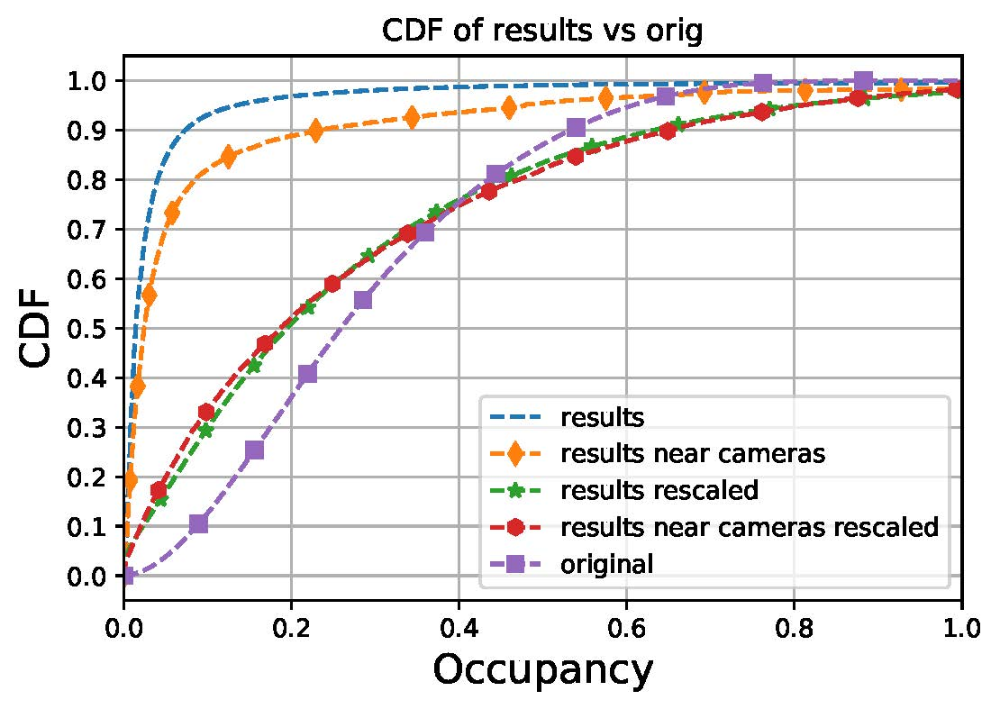 CDF of results vs orig
CDF
1.0
0.9
0.8
0.7
0.6
0.5
0.4
0.3
0.2
0.1
0.0
results
results near cameras
results rescaled
results near cameras rescaled
original
0.0 0.2 0.4 0.6 0.8 1.0
Occupancy